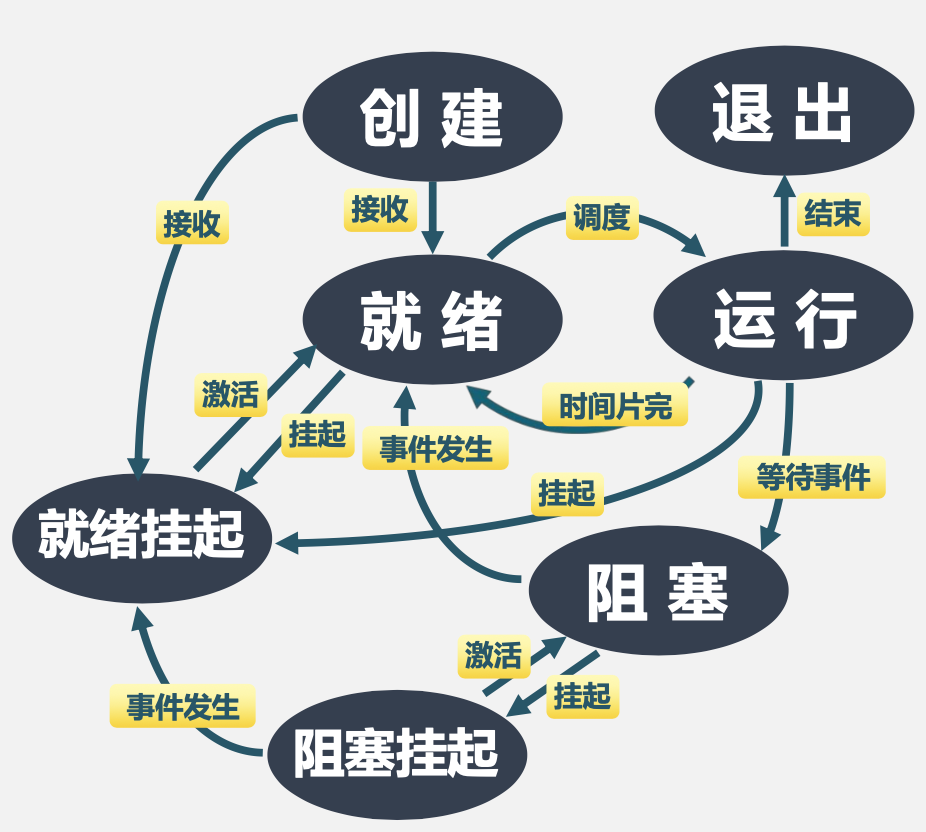 创建
退出
接收
接收
调度
结束
就绪
运行
激活
挂起
时间片完
事件发生
等待事件
挂起
就绪挂起
阻塞
激活
挂起
事件发生
阻塞挂起